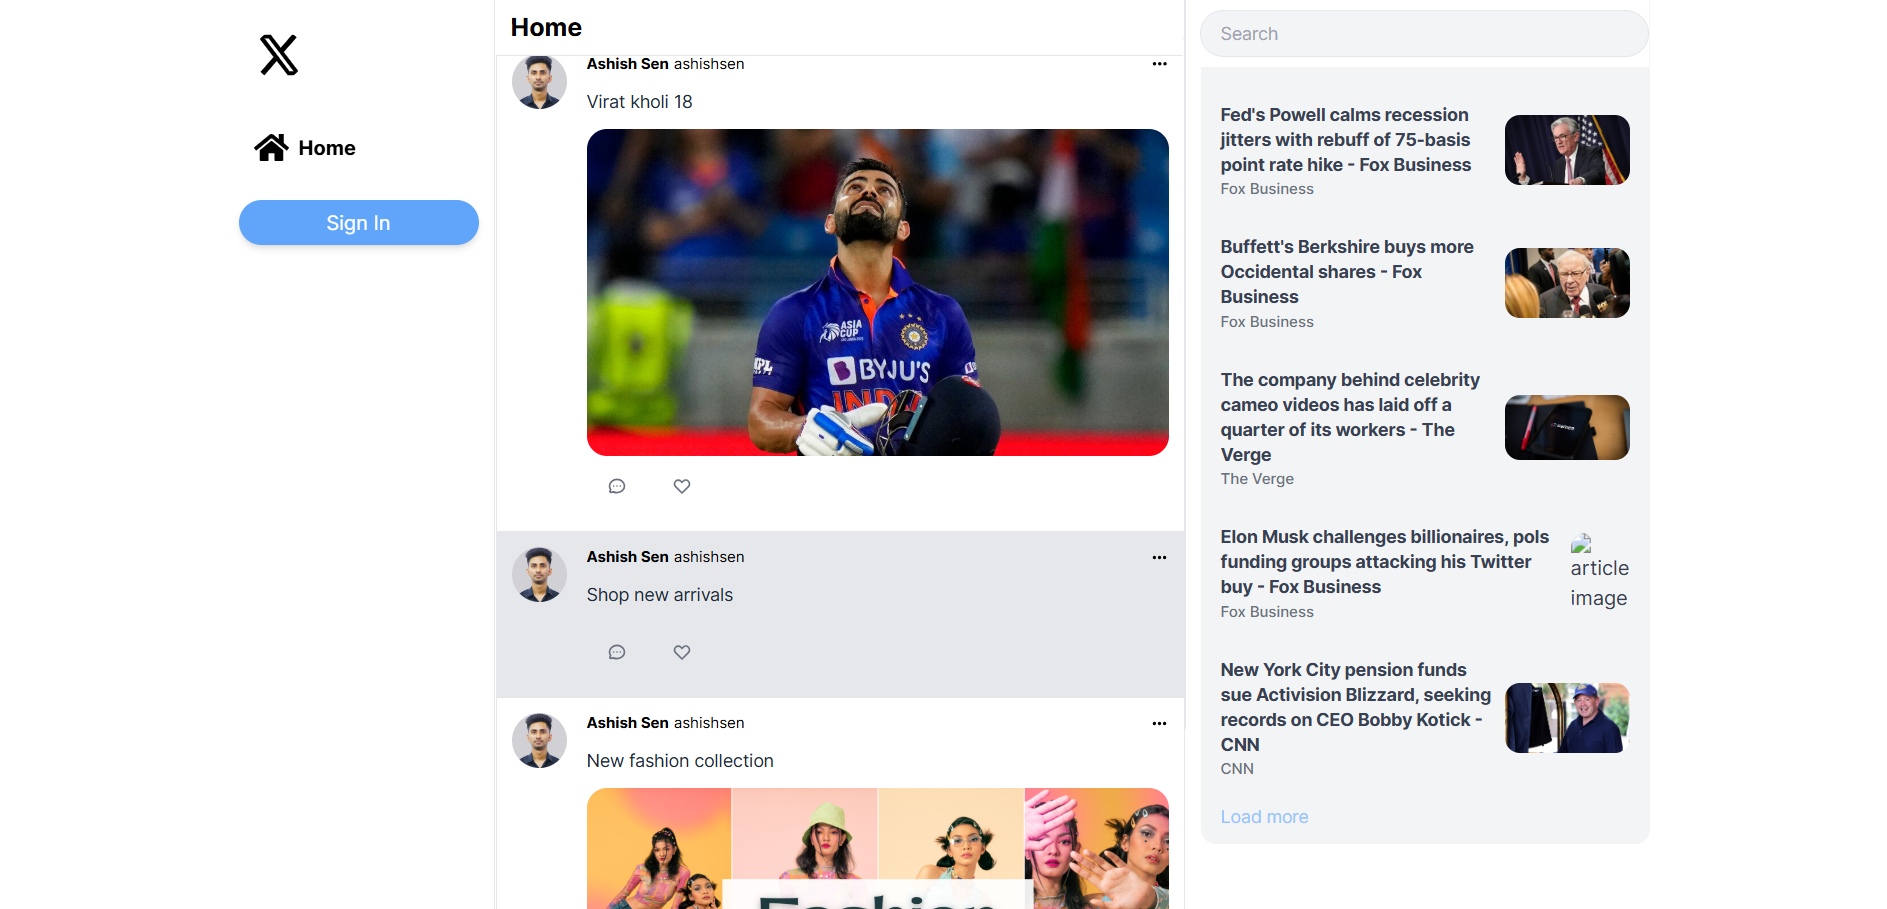 Home
Sign In
Home
Ashish Sen ashishsen
Virat kholi 18
ASIA
CUP
MPL
BYJU'S
INDIA
Ashish Sen ashishsen
Shop new arrivals
Ashish Sen ashishsen
New fashion collection
Fashion
Search
Fed's Powell calms recession
jitters with rebuff of 75-basis
point rate hike - Fox Business
Fox Business
Buffett's Berkshire buys more
Occidental shares - Fox
Business
Fox Business
The company behind celebrity
cameo videos has laid off a
quarter of its workers - The
Verge
The Verge
Elon Musk challenges billionaires, pols
funding groups attacking his Twitter
buy - Fox Business
Fox Business
article
image
New York City pension funds
sue Activision Blizzard, seeking
records on CEO Bobby Kotick -
CNN
CNN
Load more